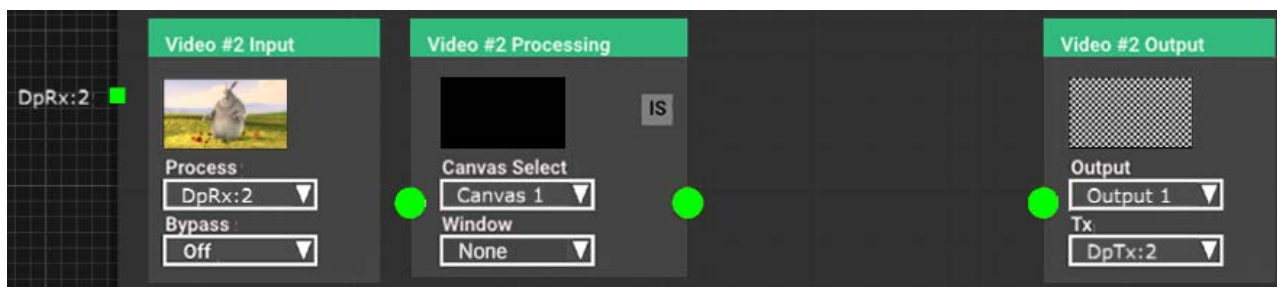 DpRx:2
Video #2 Input
Process
DpRx:2
Bypass
Off
Video #2 Processing
IS
Canvas Select
Canvas 1
Window
None
Video #2 Output
Output
Output 1
Tx
DpTx:2